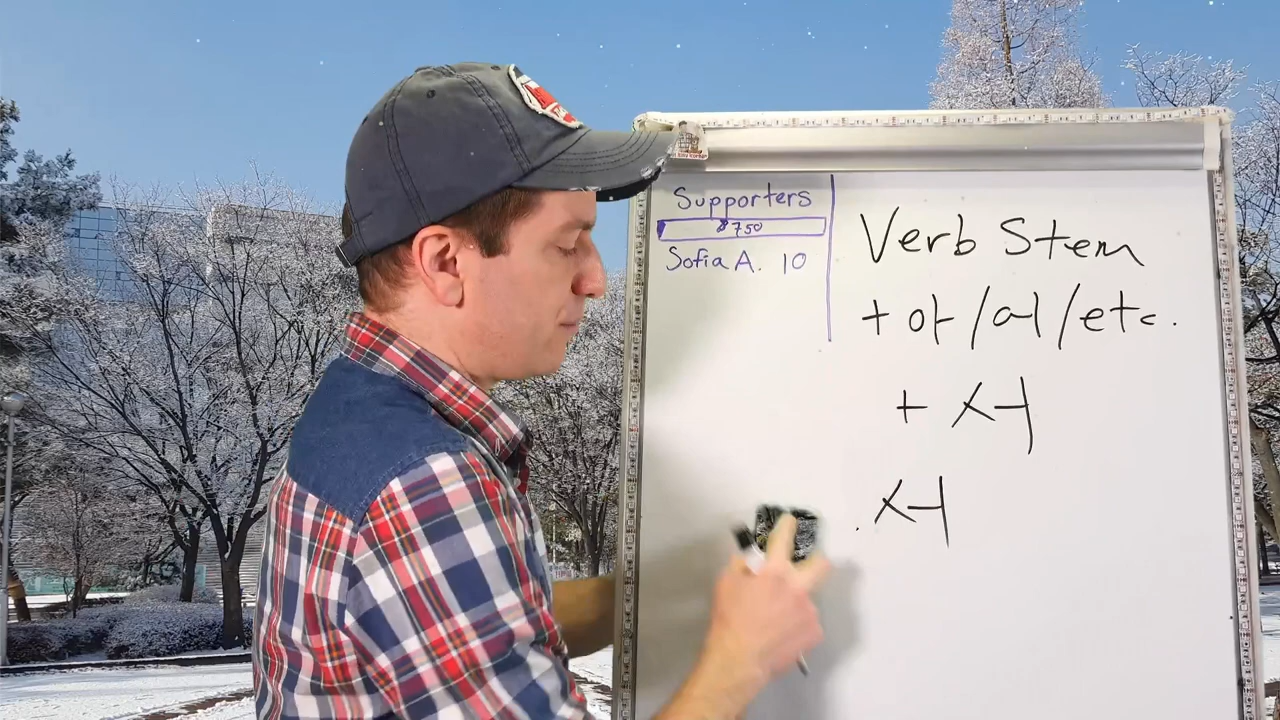 Supporters
$750
Sofia A. 10
Verb Stem
+ 아/어/etc.
+ 서
서